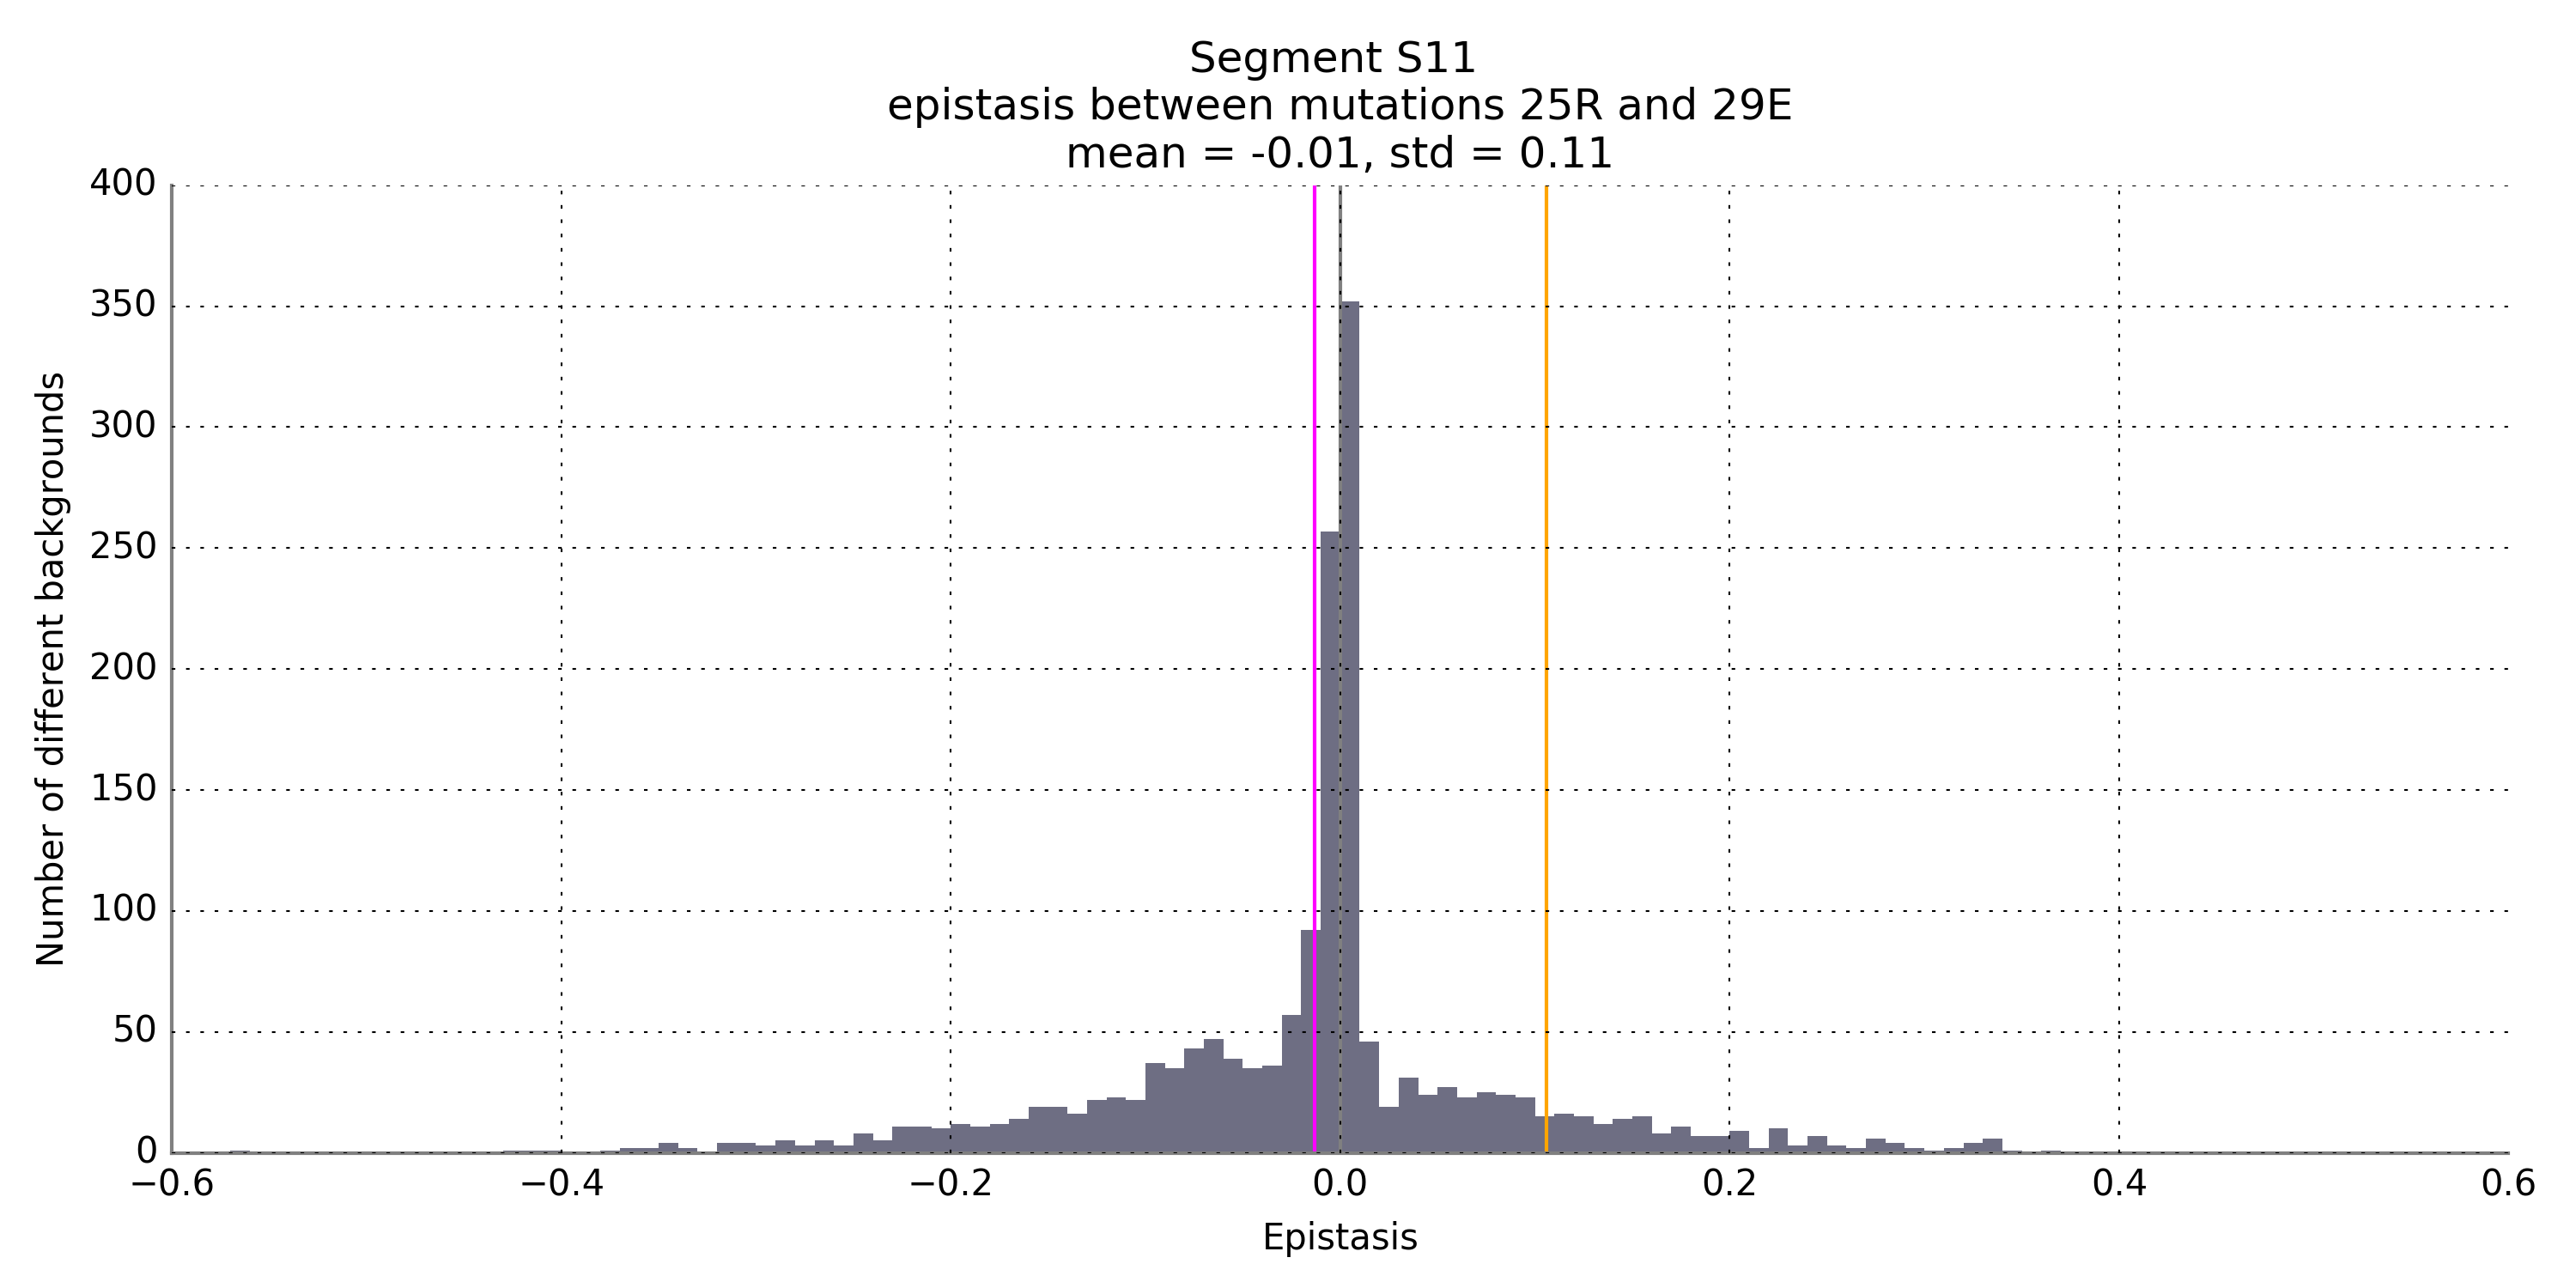 Segment S11
epistasis between mutations 25R and 29E
mean = -0.01, std = 0.11
400
350
300
250
200
150
100
50
0
Number of different backgrounds
−0.6 −0.4 −0.2 0.0 0.2 0.4 0.6
Epistasis